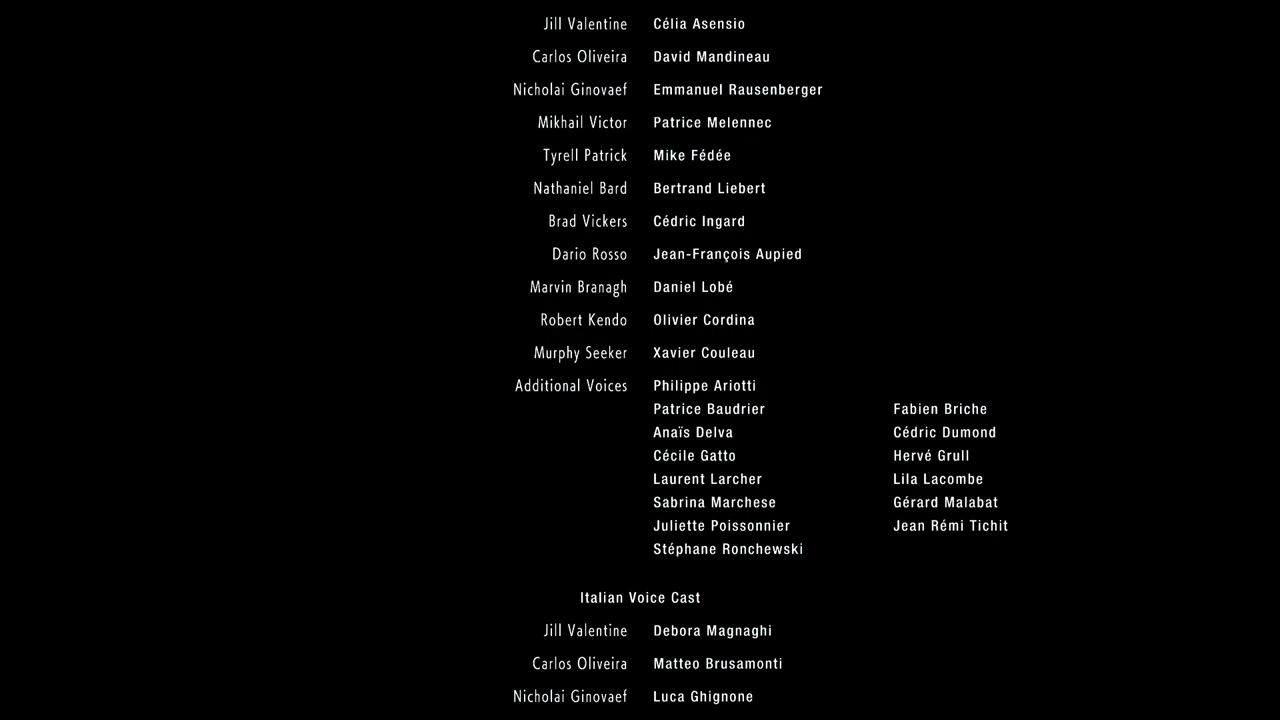 Jill Valentine Célia Asensio
Carlos Oliveira David Mandineau
Nicholai Ginovaef Emmanuel Rausenberger
Mikhail Victor Patrice Melennec
Tyrell Patrick Mike Fédée
Nathaniel Bard Bertrand Liebert
Brad Vickers Cédric Ingard
Dario Rosso Jean-François Aupied
Marvin Branagh Daniel Lobé
Robert Kendo Olivier Cordina
Murphy Seeker Xavier Couleau
Additional Voices Philippe Ariotti
Patrice Baudrier Fabien Briche
Anaïs Delva Cédric Dumond
Cécile Gatto Hervé Grull
Laurent Larcher Lila Lacombe
Sabrina Marchese Gérard Malabat
Juliette Poissonnier Jean Rémi Tichit
Stéphane Ronchewski
Italian Voice Cast
Jill Valentine Debora Magnaghi
Carlos Oliveira Matteo Brusamonti
Nicholai Ginovaef Luca Ghignone